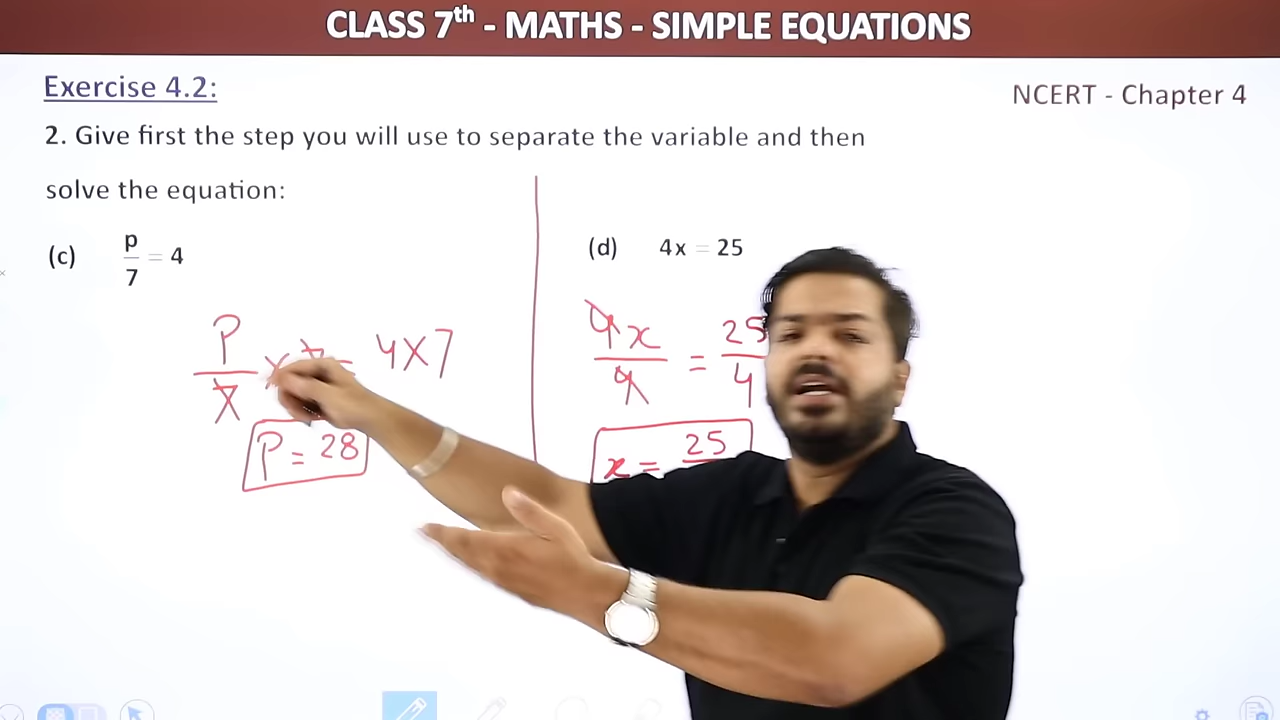 CLASS 7th - MATHS - SIMPLE EQUATIONS
Exercise 4.2:
NCERT - Chapter 4
2. Give first the step you will use to separate the variable and then
solve the equation:
(c) p/7 = 4
P/7 × 7 = 4 × 7
P = 28
(d) 4x = 25
4x/4 = 25/4
x = 25